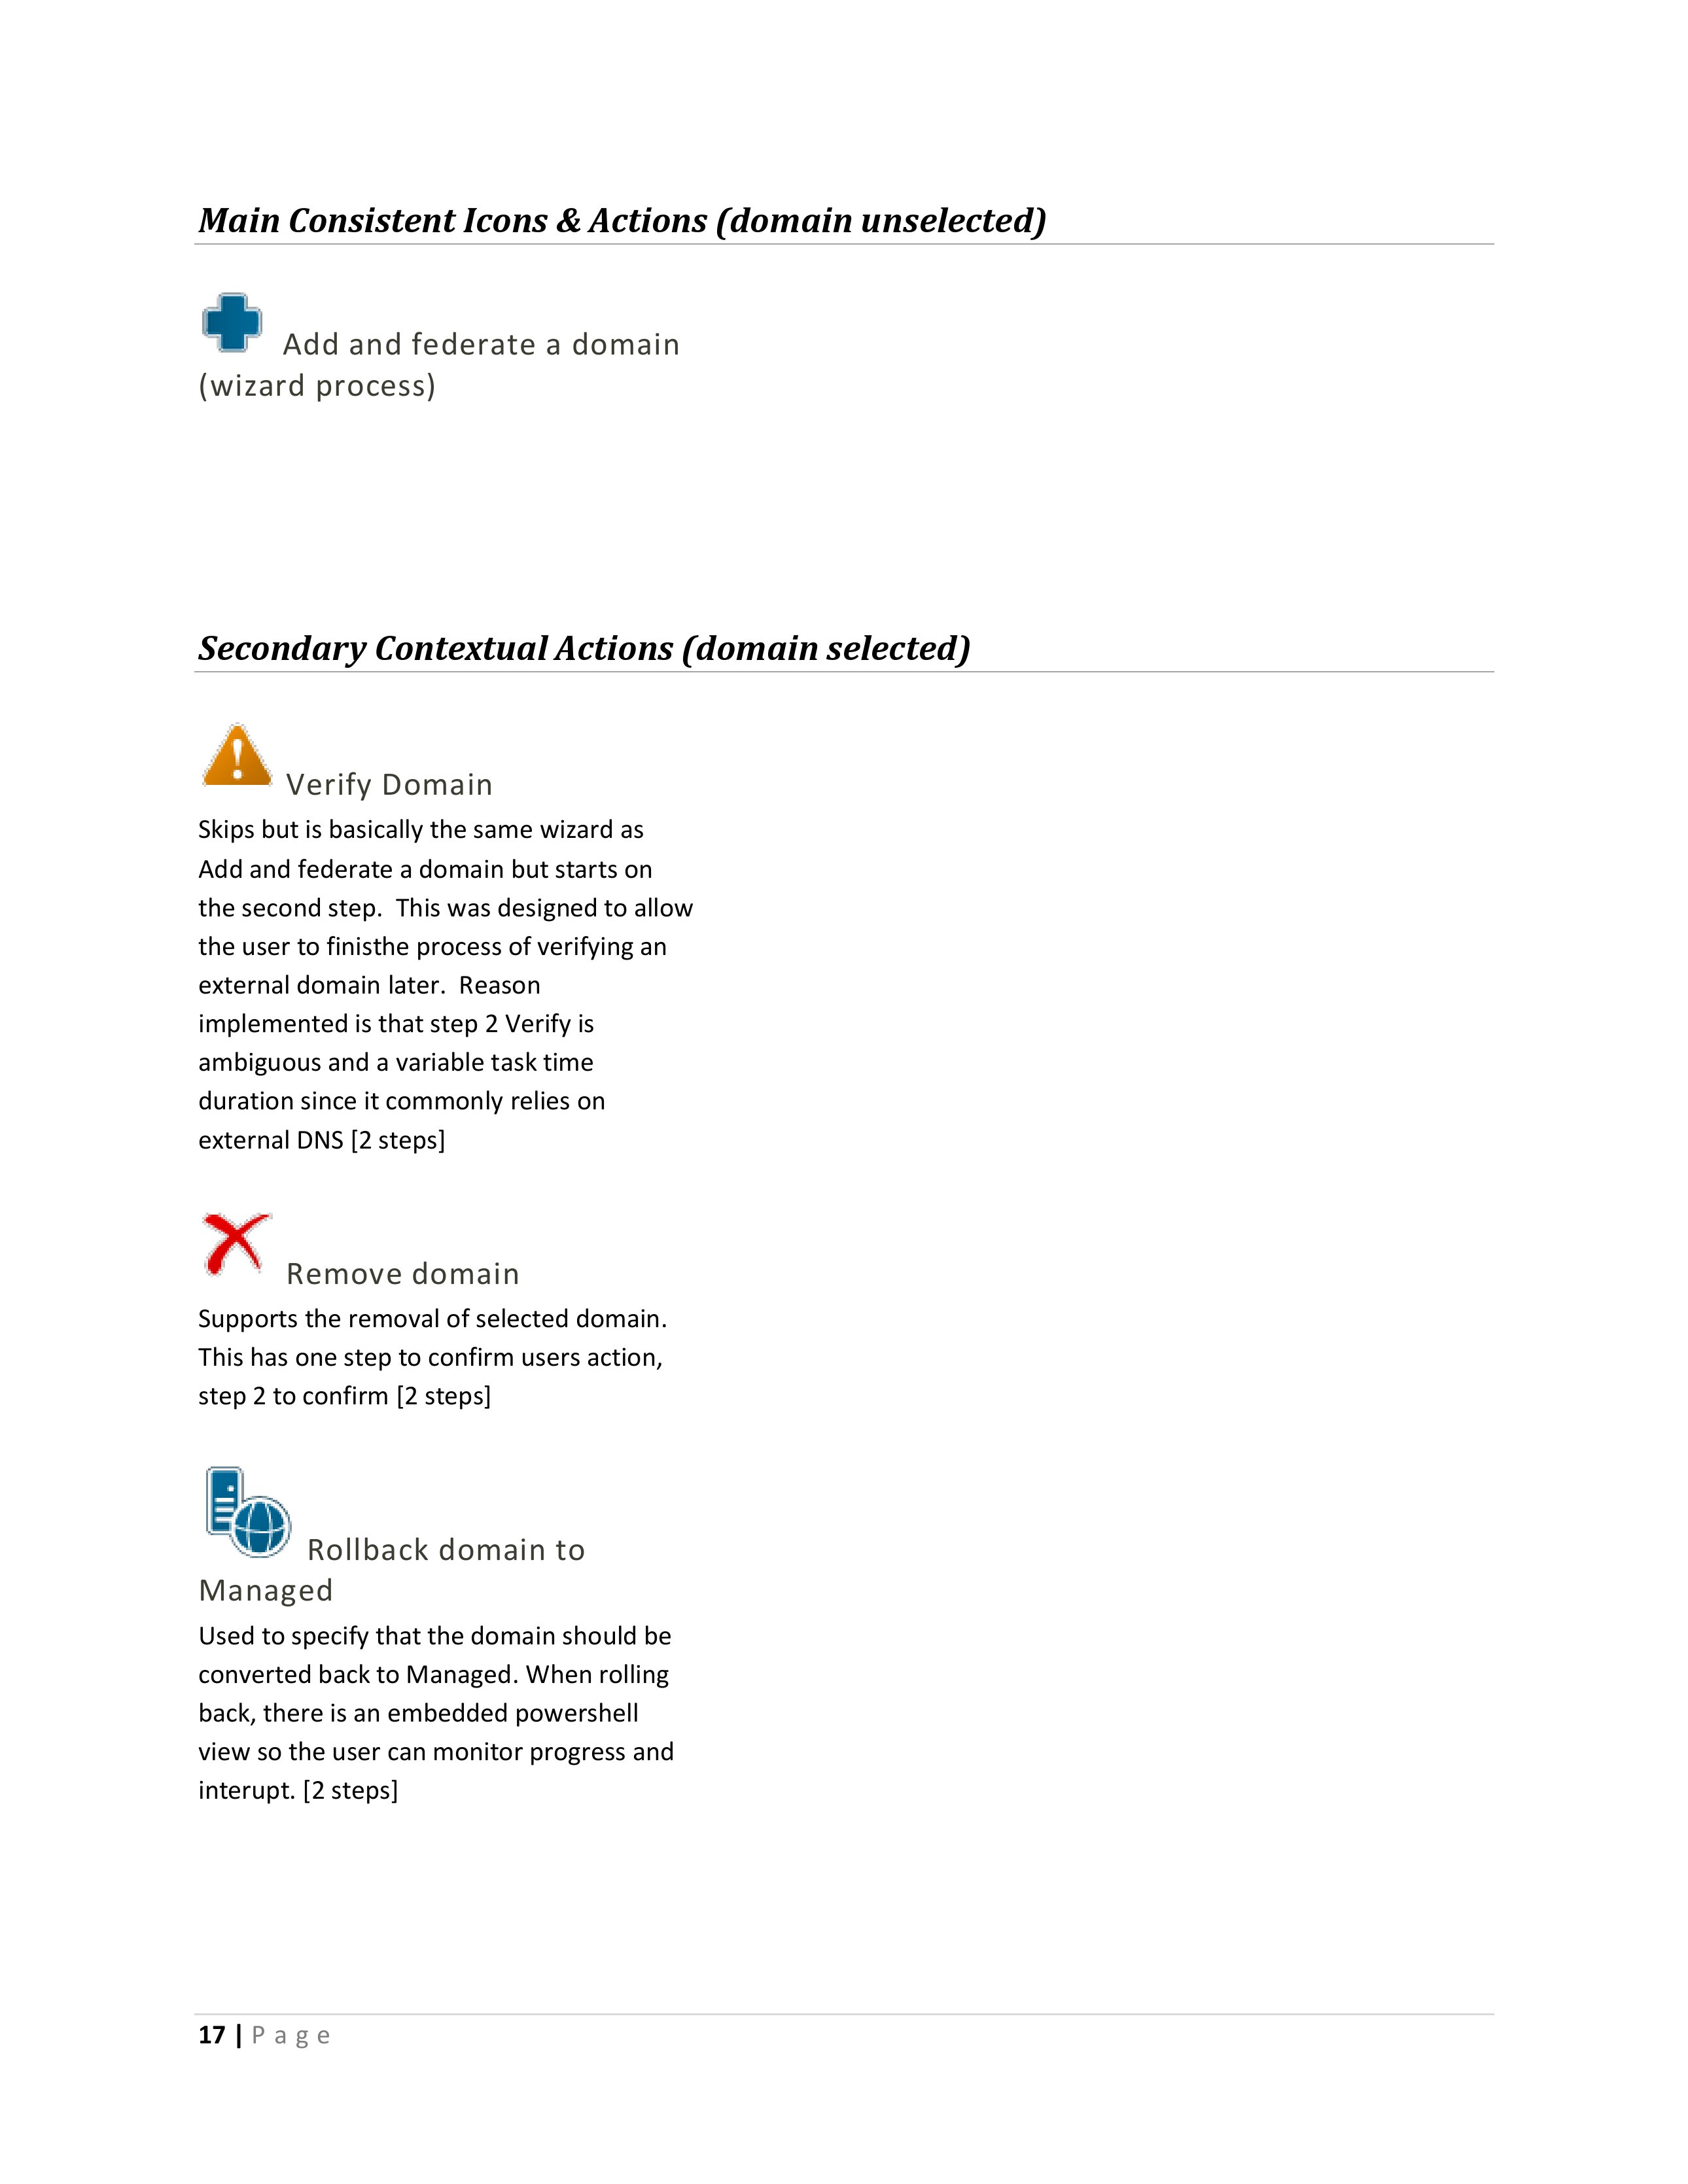 Main Consistent Icons & Actions (domain unselected)
Add and federate a domain
(wizard process)
Secondary Contextual Actions (domain selected)
Verify Domain
Skips but is basically the same wizard as
Add and federate a domain but starts on
the second step.  This was designed to allow
the user to finisthe process of verifying an
external domain later.  Reason
implemented is that step 2 Verify is
ambiguous and a variable task time
duration since it commonly relies on
external DNS [2 steps]
Remove domain
Supports the removal of selected domain.
This has one step to confirm users action,
step 2 to confirm [2 steps]
Rollback domain to
Managed
Used to specify that the domain should be
converted back to Managed. When rolling
back, there is an embedded powershell
view so the user can monitor progress and
interupt. [2 steps]
17 | Page